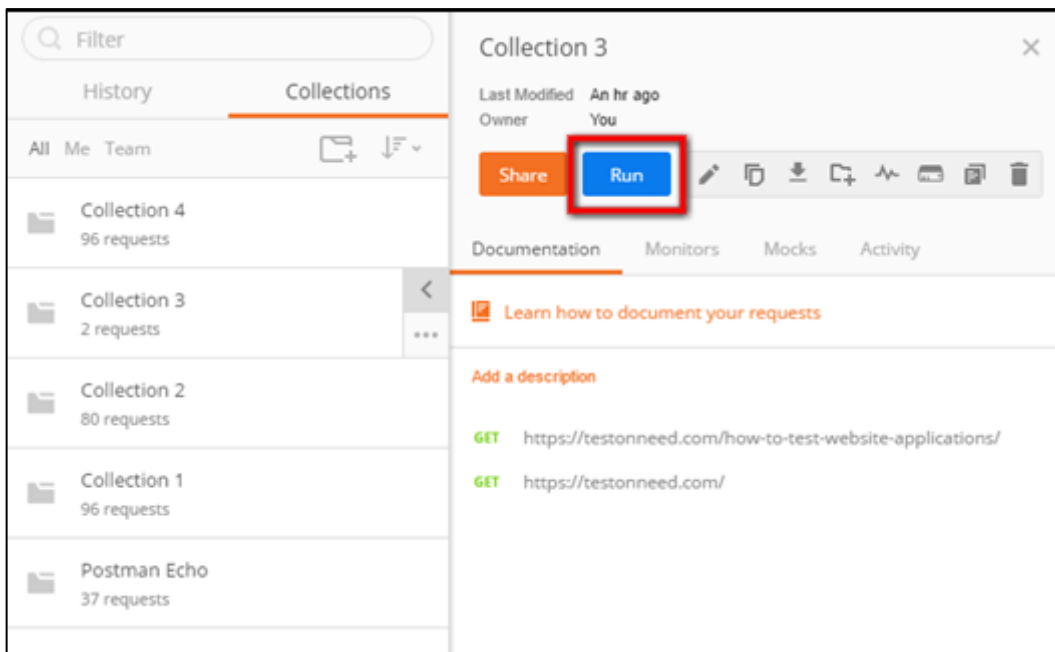 Filter
History Collections
All Me Team
Collection 4
96 requests
Collection 3
2 requests
Collection 2
80 requests
Collection 1
96 requests
Postman Echo
37 requests
Collection 3
Last Modified An hr ago
Owner You
Share Run
Documentation Monitors Mocks Activity
Learn how to document your requests
Add a description
GET https://testonneed.com/how-to-test-website-applications/
GET https://testonneed.com/